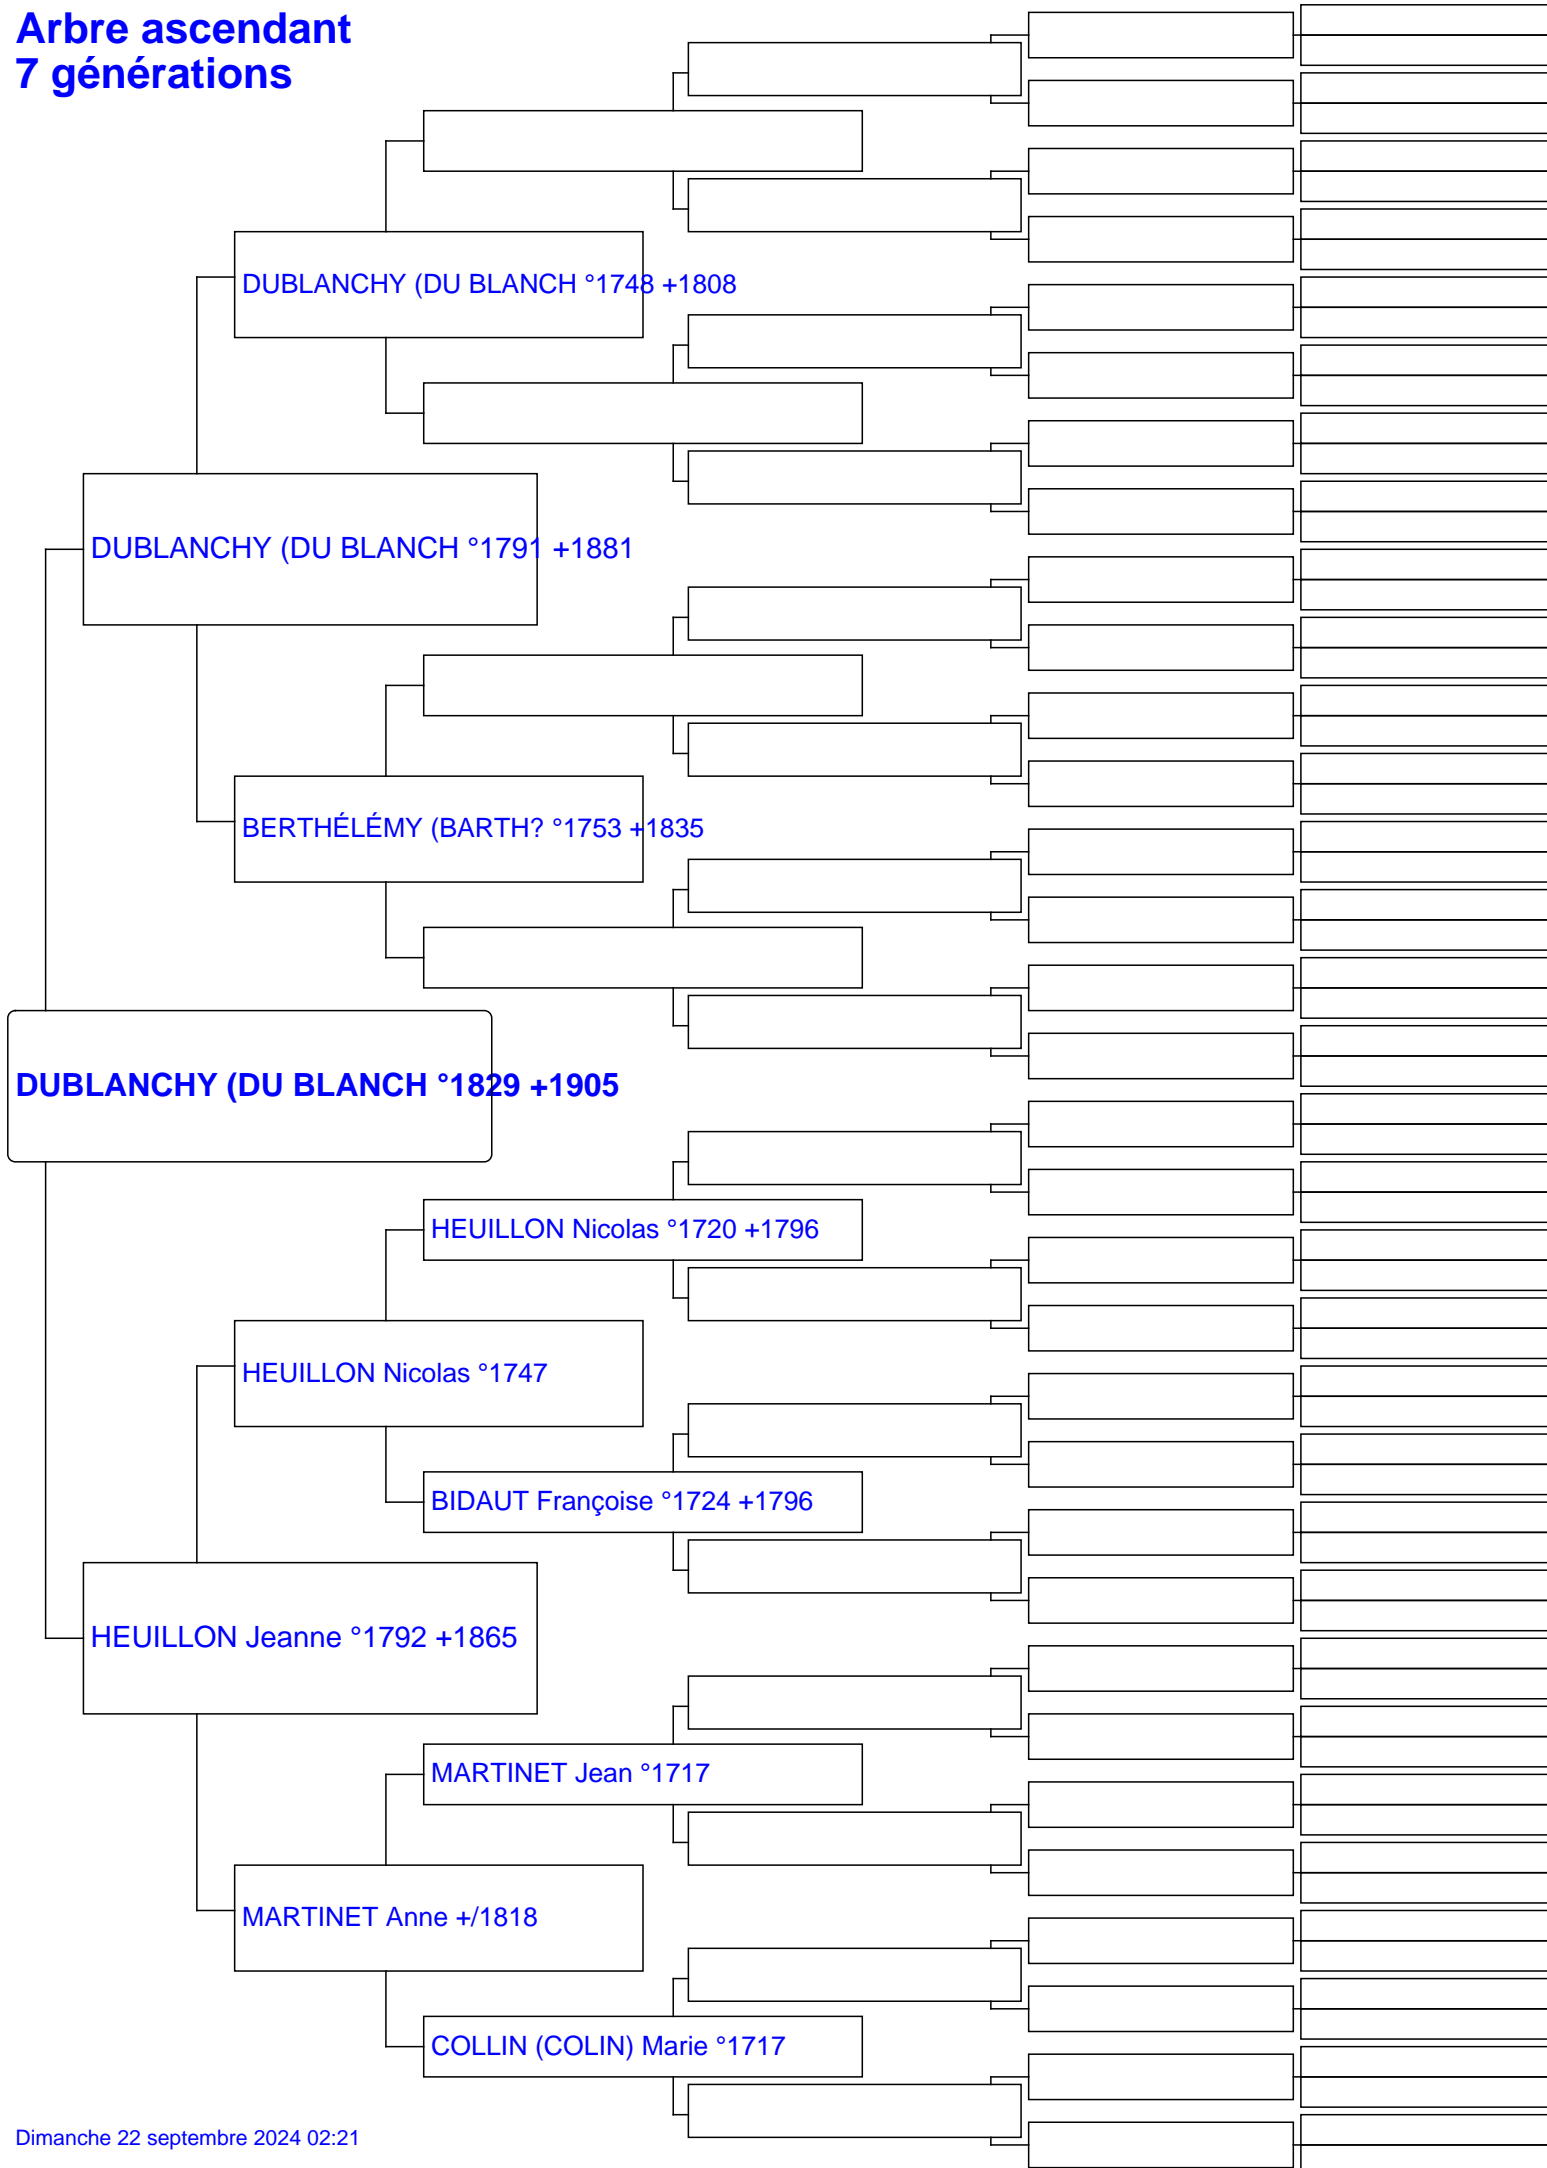 Arbre ascendant
7 générations
DUBLANCHY (DU BLANCH °1748 +1808
DUBLANCHY (DU BLANCH °1791 +1881
BERTHÉLÉMY (BARTH? °1753 +1835
DUBLANCHY (DU BLANCH °1829 +1905
HEUILLON Nicolas °1720 +1796
HEUILLON Nicolas °1747
BIDAUT Françoise °1724 +1796
HEUILLON Jeanne °1792 +1865
MARTINET Jean °1717
MARTINET Anne +/1818
COLLIN (COLIN) Marie °1717
Dimanche 22 septembre 2024 02:21